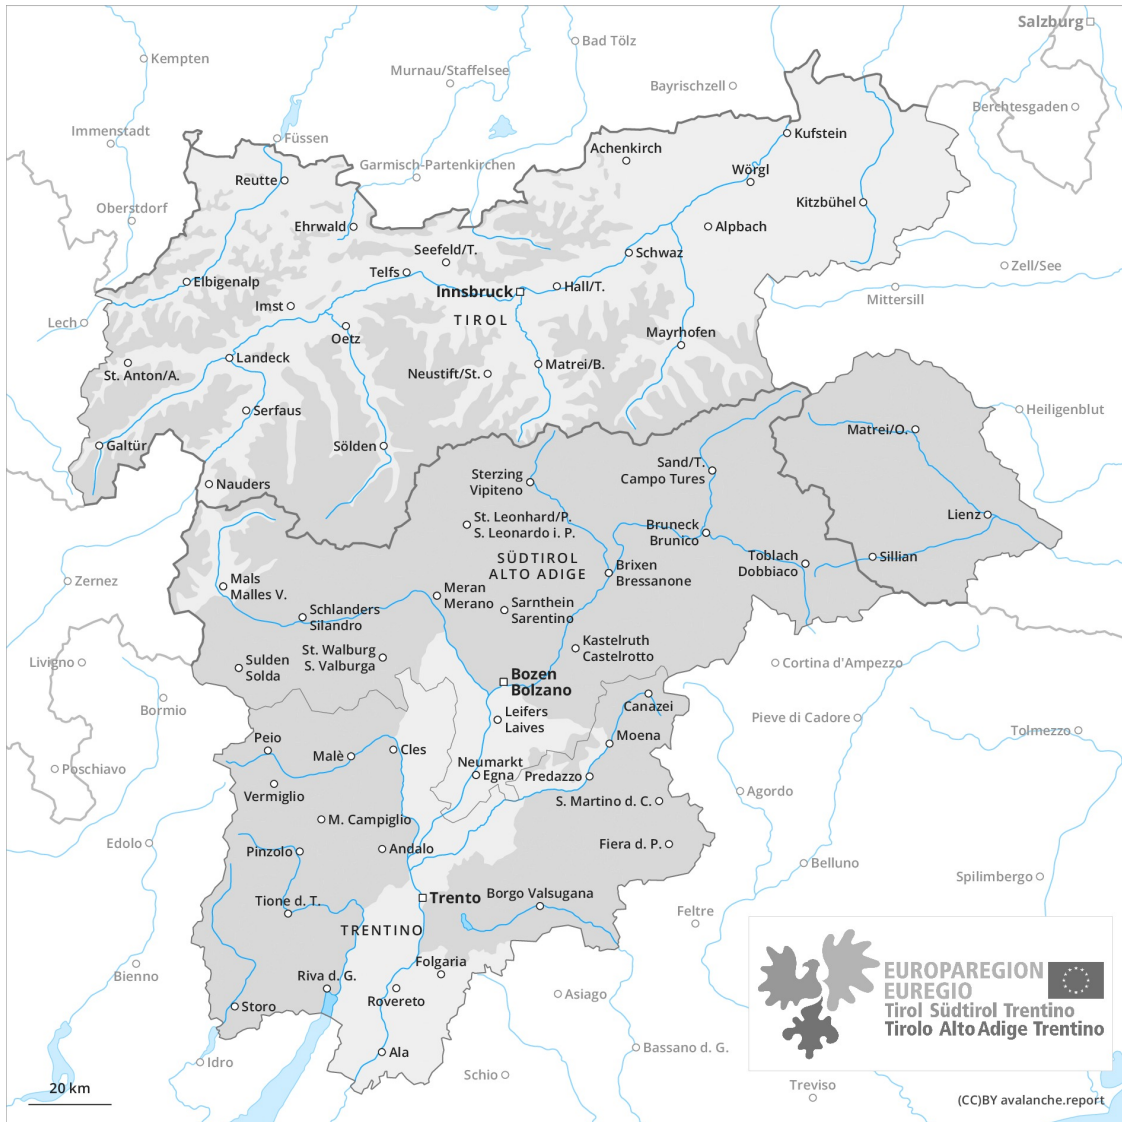 Salzburg
Bad Tölz
Kempten
Murnau/Staffelsee
Bayrischzell
Berchtesgaden
Immenstadt
Füssen
Kufstein
Achenkirch
Garmisch-Partenkirchen
Wörgl
Reutte
Oberstdorf
Kitzbühel
Ehrwald
Alpbach
Seefeld/T.
Schwaz
Zell/See
Telfs
Elbigenalp
Hall/T.
Innsbruck
Mittersill
Imst
TIROL
Lech
Mayrhofen
Oetz
Landeck
Matrei/B.
St. Anton/A.
Neustift/St.
Serfaus
Heiligenblut
Matrei/O.
Galtür
Sölden
Sand/T.
Campo Tures
Sterzing
Vipiteno
Nauders
Lienz
St. Leonhard/P.
S. Leonardo i. P.
Bruneck
Brunico
SÜDTIROL
ALTO ADIGE
Toblach
Dobbiaco
Sillian
Brixen
Bressanone
Zernez
Mals
Malles V.
Meran
Merano
Sarnthein
Sarentino
Schlanders
Silandro
Kastelruth
Castelrotto
St. Walburg
S. Valburga
Livigno
Sulden
Solda
Cortina d'Ampezzo
Bozen
Bolzano
Bormio
Canazei
Leifers
Laives
Pieve di Cadore
Tolmezzo
Peio
Moena
Malè
Cles
Neumarkt
Egna
Predazzo
Poschiavo
Vermiglio
Agordo
S. Martino d. C.
M. Campiglio
Edolo
Fiera d. P.
Pinzolo
Andalo
Belluno
Spilimbergo
Trento
Borgo Valsugana
Tione d. T.
Feltre
TRENTINO
Folgaria
Bienno
Riva d. G.
Rovereto
Asiago
Storo
EUROPAREGION
EUREGIO
Tirol Südtirol Trentino
Tirolo Alto Adige Trentino
Ala
Bassano d. G.
Idro
Schio
Treviso
20 km
(CC)BY avalanche.report